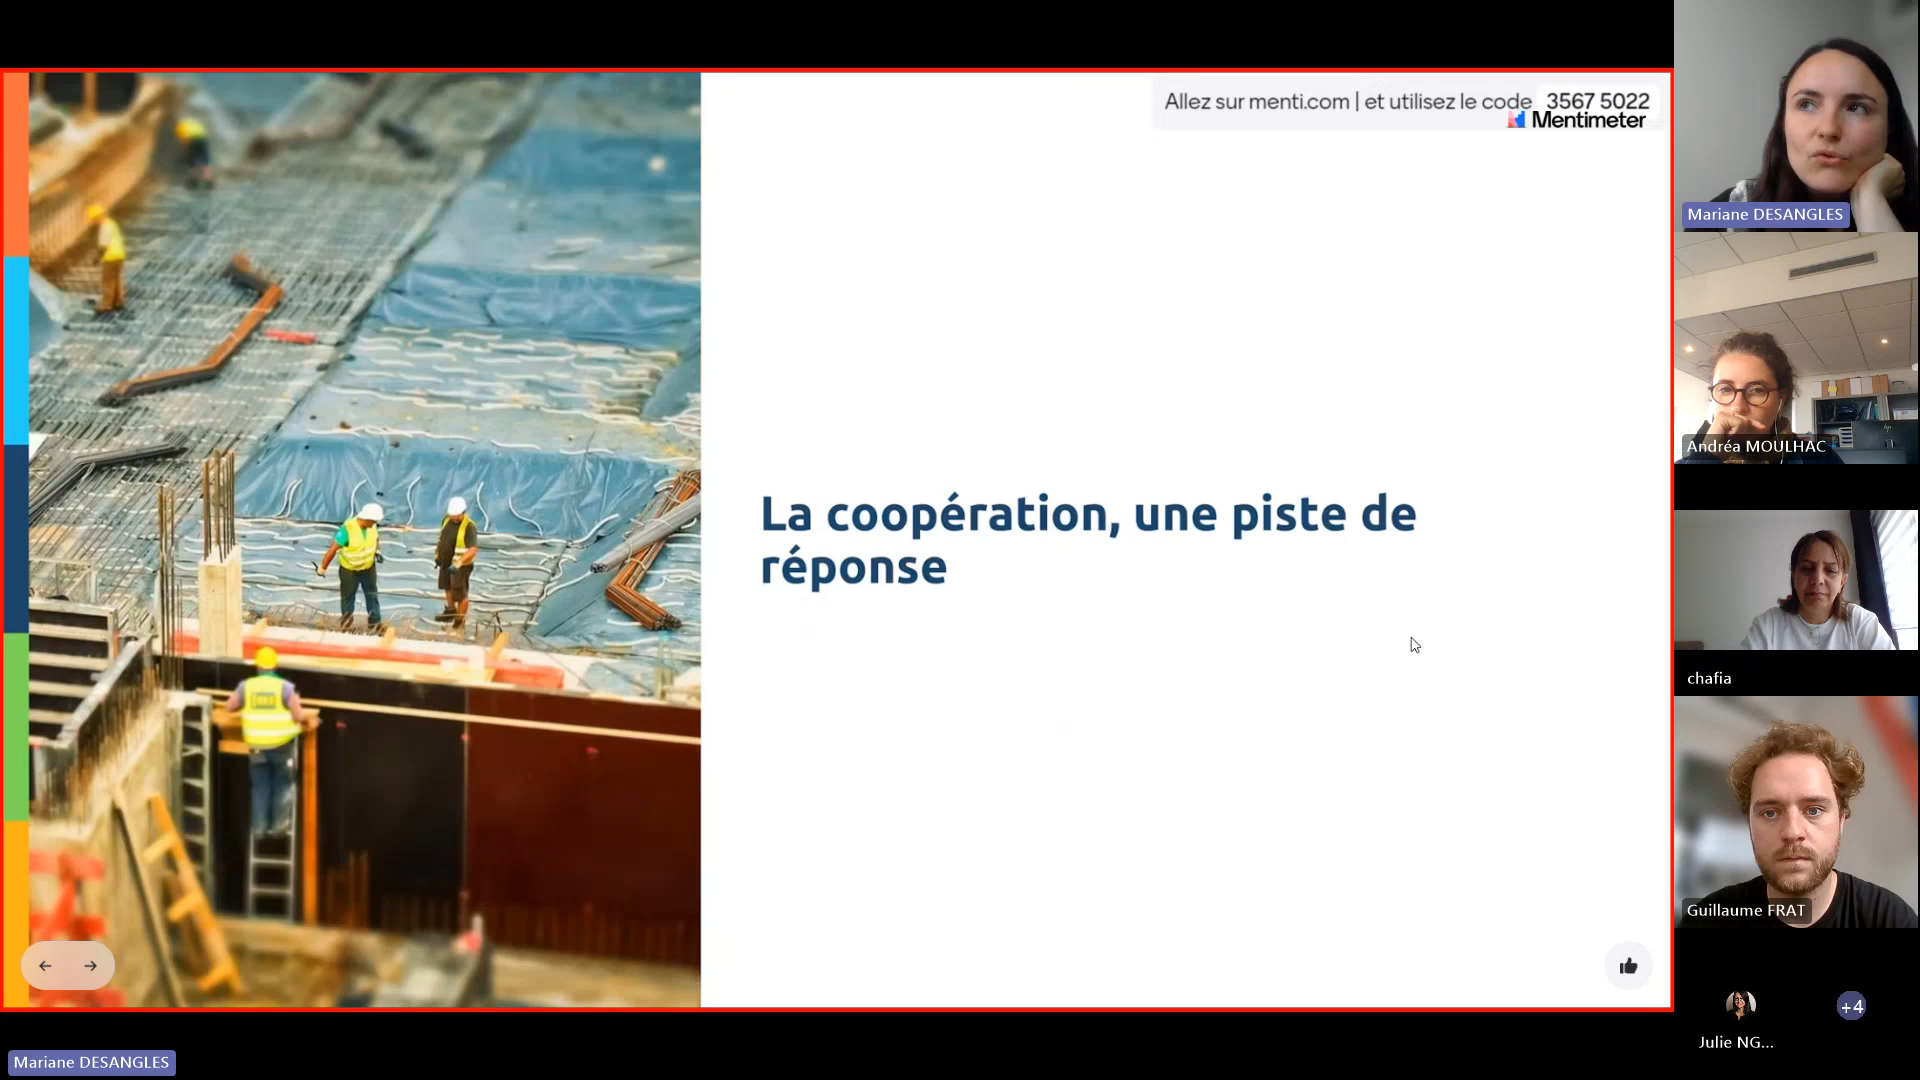 Allez sur menti.com | et utilisez le code 3567 5022
Mentimeter
La coopération, une piste de
réponse
Mariane DESANGLES
Andréa MOULHAC
chafia
Guillaume FRAT
Julie NG...
+4
Mariane DESANGLES